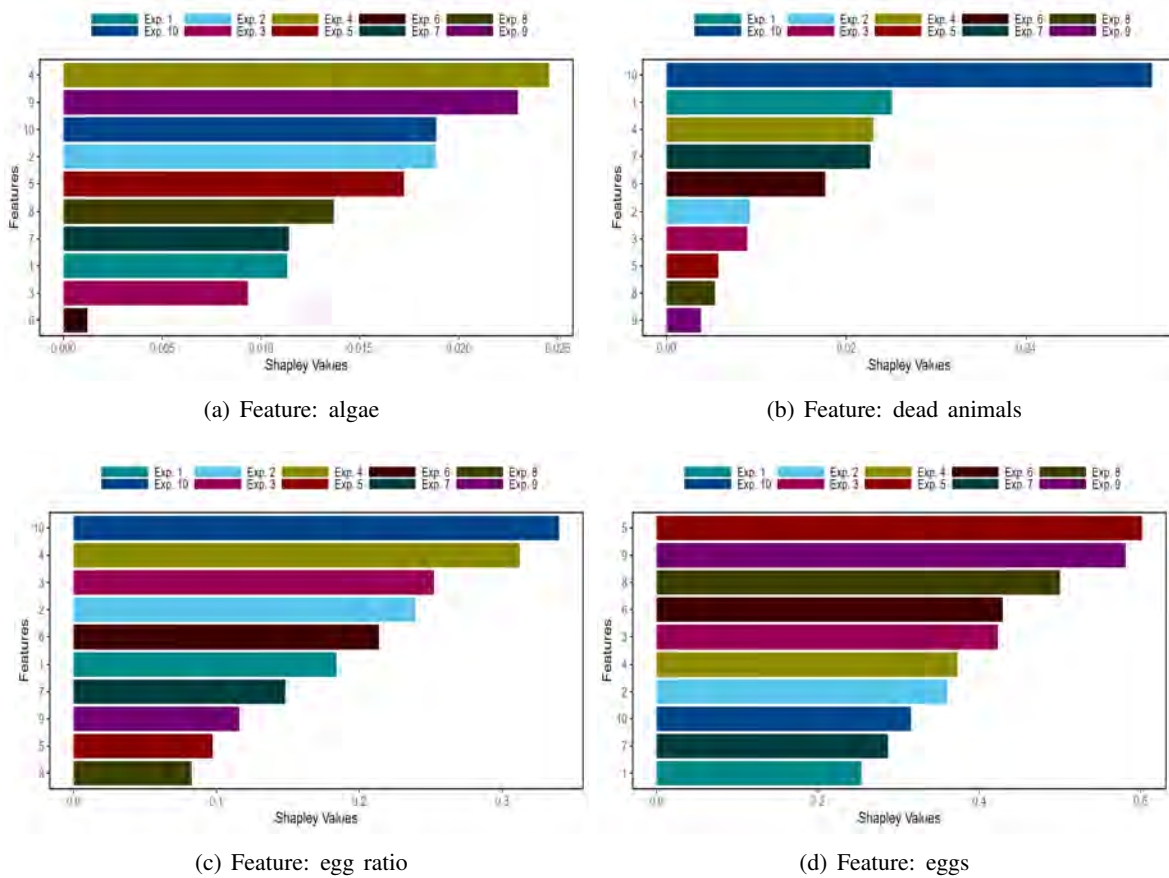 Exp. 1 Exp. 2 Exp. 4 Exp. 6 Exp. 8
Exp. 10 Exp. 3 Exp. 5 Exp. 7 Exp. 9
Features
4
9
10
2
5
8
7
1
3
6
0.000 0.005 0.010 0.015 0.020 0.025
Shapley Values
(a) Feature: algae
Exp. 1 Exp. 2 Exp. 4 Exp. 6 Exp. 8
Exp. 10 Exp. 3 Exp. 5 Exp. 7 Exp. 9
Features
10
1
4
7
6
2
3
5
8
9
0.00 0.02 0.04
Shapley Values
(b) Feature: dead animals
Exp. 1 Exp. 2 Exp. 4 Exp. 6 Exp. 8
Exp. 10 Exp. 3 Exp. 5 Exp. 7 Exp. 9
Features
10
4
3
2
6
1
7
9
5
8
0.0 0.1 0.2 0.3
Shapley Values
(c) Feature: egg ratio
Exp. 1 Exp. 2 Exp. 4 Exp. 6 Exp. 8
Exp. 10 Exp. 3 Exp. 5 Exp. 7 Exp. 9
Features
5
9
8
6
3
4
2
10
7
1
0.0 0.2 0.4 0.6
Shapley Values
(d) Feature: eggs